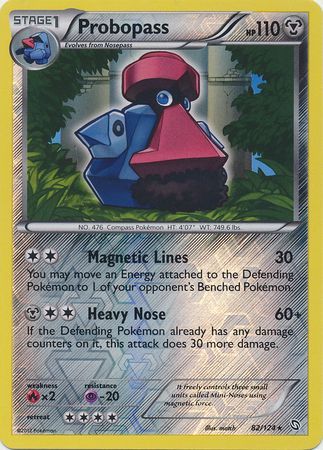 STAGE1
Probopass
HP110
Evolves from Nosepass
NO. 476 Compass Pokémon HT: 4'07" WT: 749.6 lbs.
Magnetic Lines 30
You may move an Energy attached to the Defending
Pokémon to 1 of your opponent's Benched Pokémon.
Heavy Nose 60+
If the Defending Pokémon already has any damage
counters on it, this attack does 30 more damage.
weakness
×2
resistance
-20
retreat
It freely controls three small
units called Mini-Noses using
magnetic force.
©2012 Pokémon
Illus. match
82/124 ★